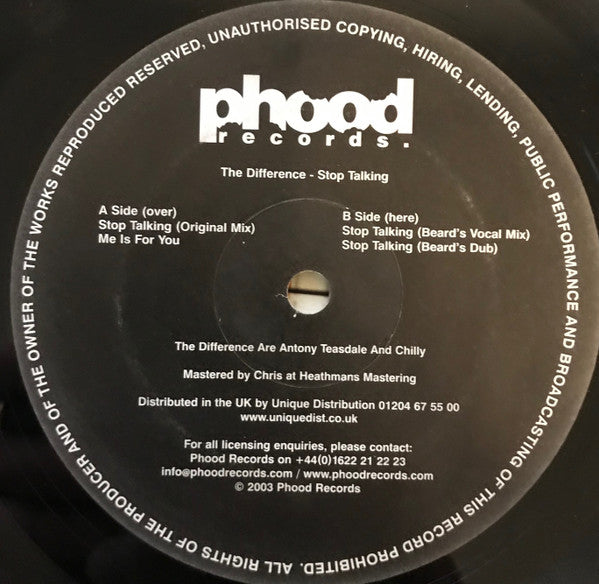 phood
records.
The Difference - Stop Talking
A Side (over)
Stop Talking (Original Mix)
Me Is For You
B Side (here)
Stop Talking (Beard's Vocal Mix)
Stop Talking (Beard's Dub)
The Difference Are Antony Teasdale And Chilly
Mastered by Chris at Heathmans Mastering
Distributed in the UK by Unique Distribution 01204 67 55 00
www.uniquedist.co.uk
For all licensing enquiries, please contact:
Phood Records on +44(0)1622 21 22 23
info@phoodrecords.com / www.phoodrecords.com
© 2003 Phood Records
ALL RIGHTS OF THE PRODUCER AND OF THE OWNER OF THE WORKS REPRODUCED RESERVED, UNAUTHORISED COPYING, HIRING, LENDING, PUBLIC PERFORMANCE AND BROADCASTING OF THIS RECORD PROHIBITED.